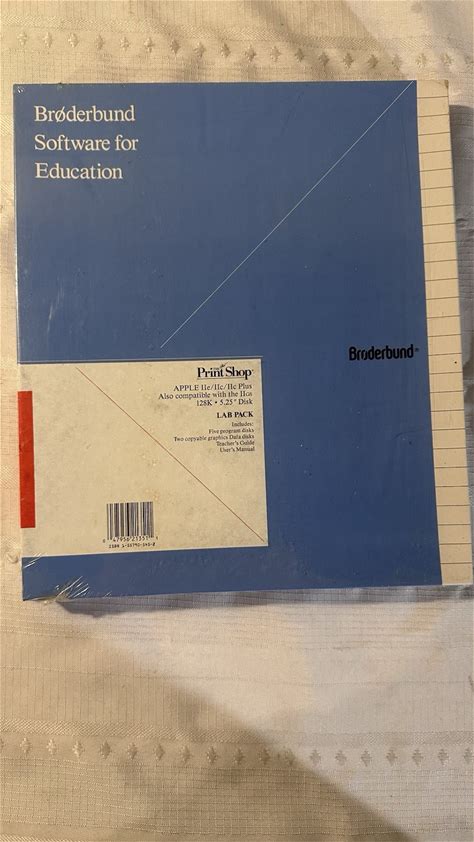 Brøderbund
Software for
Education
Brøderbund®
The
Print Shop®
APPLE IIe/IIc/IIc Plus
Also compatible with the IIGS
128K • 5.25" Disk
LAB PACK
Includes:
Five program disks
Two copyable graphics Data disks
Teacher's Guide
User's Manual